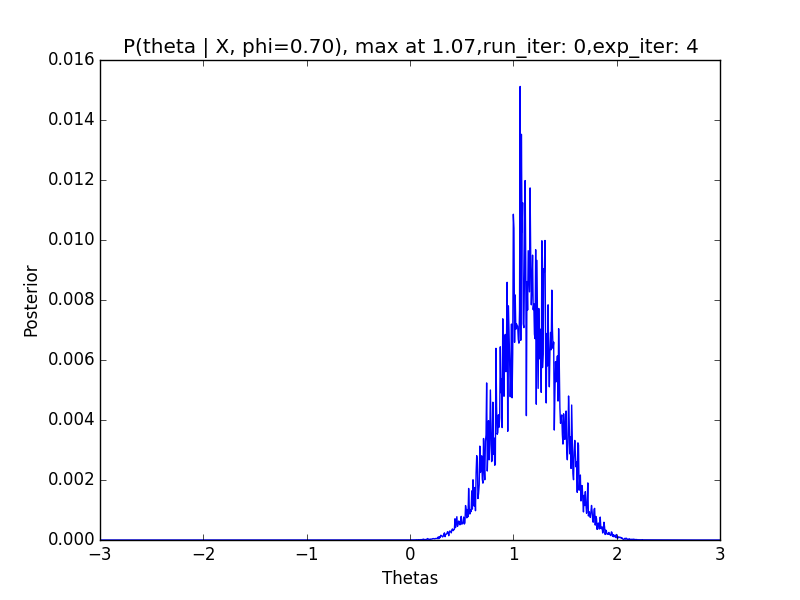 P(theta | X, phi=0.70), max at 1.07,run_iter: 0,exp_iter: 4
0.016
0.014
0.012
0.010
0.008
0.006
0.004
0.002
0.000
Posterior
−3 −2 −1 0 1 2 3
Thetas